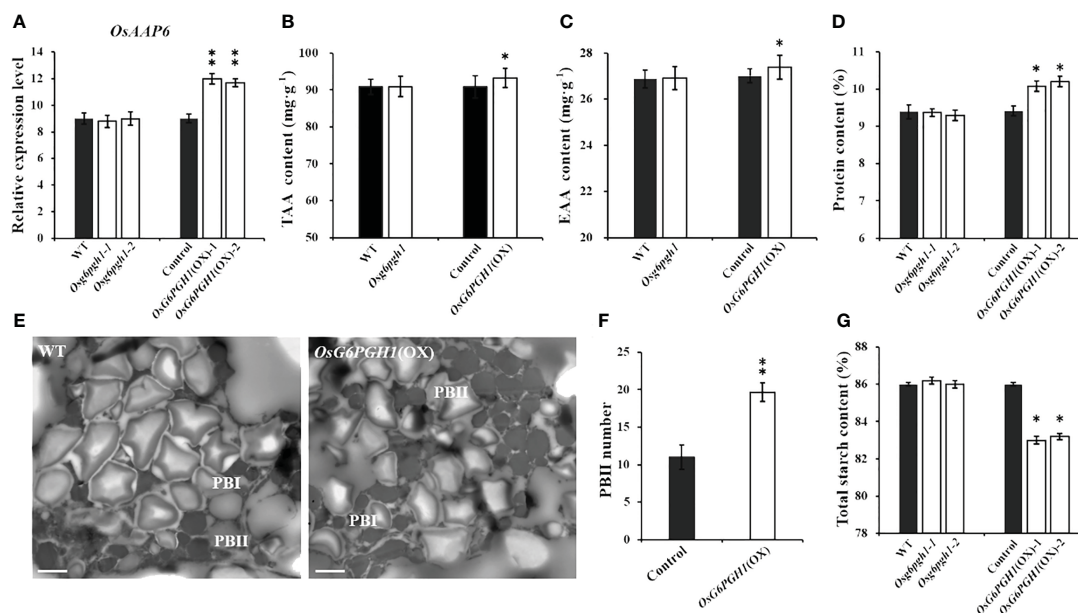 A
OsAAP6
Relative expression level
14
12
10
8
6
4
2
0
**
**
WT
Osg6pgh1-1
Osg6pgh1-2
Control
OsG6PGH1(OX)-1
OsG6PGH1(OX)-2
B
TAA content (mg·g¹)
100
90
80
70
60
50
*
WT
Osg6pgh1
Control
OsG6PGH1(OX)
C
EAA content (mg·g¹)
28
26
24
22
20
*
WT
Osg6pgh1
Control
OsG6PGH1(OX)
D
Protein content (%)
11
10
9
8
7
6
*
*
WT
Osg6pgh1-1
Osg6pgh1-2
Control
OsG6PGH1(OX)-1
OsG6PGH1(OX)-2
E
WT
PBI
PBII
OsG6PGH1(OX)
PBII
PBI
F
PBII number
25
20
15
10
5
0
**
Control
OsG6PGH1(OX)
G
Total starch content (%)
88
86
84
82
80
78
*
*
WT
Osg6pgh1-1
Osg6pgh1-2
Control
OsG6PGH1(OX)-1
OsG6PGH1(OX)-2